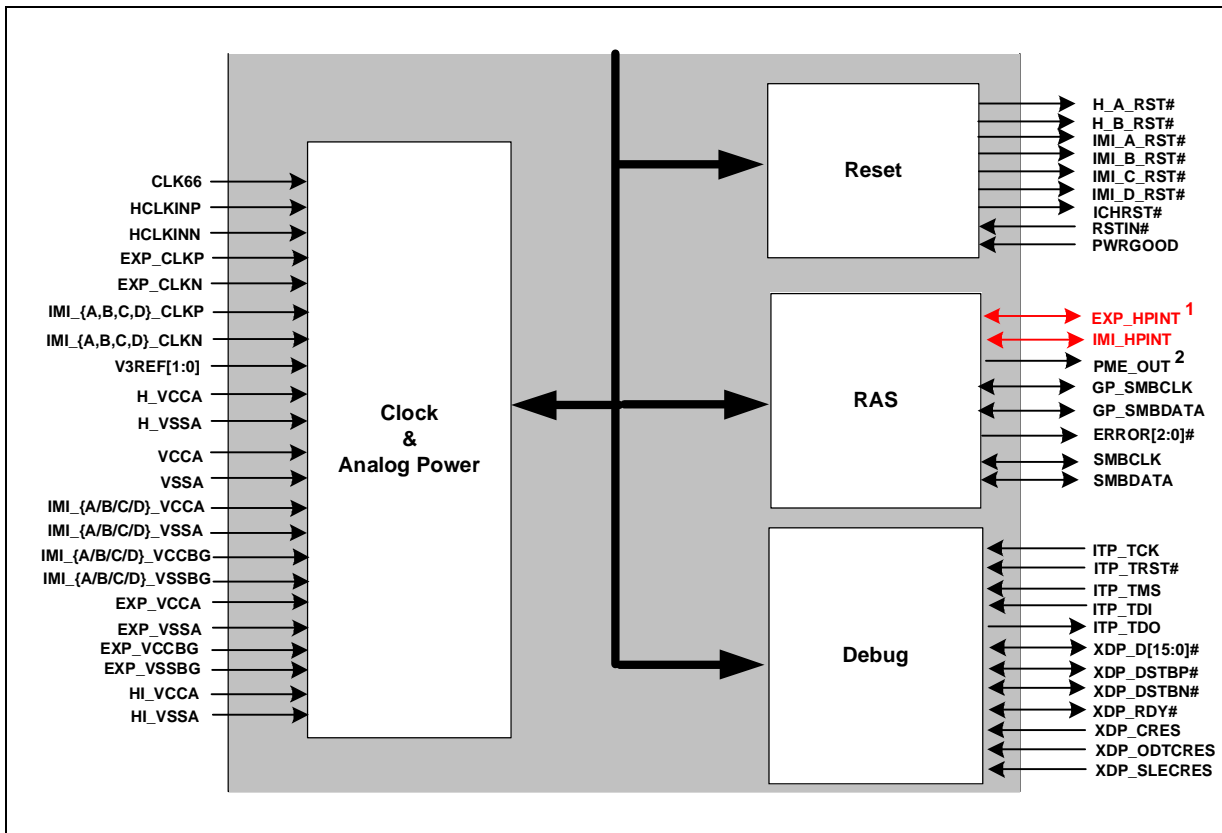 CLK66
HCLKINP
HCLKINN
EXP_CLKP
EXP_CLKN
IMI_{A,B,C,D}_CLKP
IMI_{A,B,C,D}_CLKN
V3REF[1:0]
H_VCCA
H_VSSA
VCCA
VSSA
IMI_{A/B/C/D}_VCCA
IMI_{A/B/C/D}_VSSA
IMI_{A/B/C/D}_VCCBG
IMI_{A/B/C/D}_VSSBG
EXP_VCCA
EXP_VSSA
EXP_VCCBG
EXP_VSSBG
HI_VCCA
HI_VSSA
Clock
&
Analog Power
Reset
H_A_RST#
H_B_RST#
IMI_A_RST#
IMI_B_RST#
IMI_C_RST#
IMI_D_RST#
ICHRST#
RSTIN#
PWRGOOD
RAS
EXP_HPINT 1
IMI_HPINT
PME_OUT 2
GP_SMBCLK
GP_SMBDATA
ERROR[2:0]#
SMBCLK
SMBDATA
Debug
ITP_TCK
ITP_TRST#
ITP_TMS
ITP_TDI
ITP_TDO
XDP_D[15:0]#
XDP_DSTBP#
XDP_DSTBN#
XDP_RDY#
XDP_CRES
XDP_ODTCRES
XDP_SLECRES